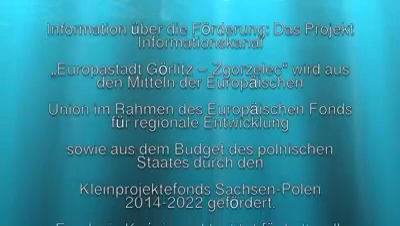 Information über die Förderung: Das Projekt
Informationskanal
„Europastadt Görlitz – Zgorzelec“ wird aus
den Mitteln der Europäischen
Union im Rahmen des Europäischen Fonds
für regionale Entwicklung
sowie aus dem Budget des polnischen
Staates durch den
Kleinprojektefonds Sachsen-Polen
2014-2022 gefördert.